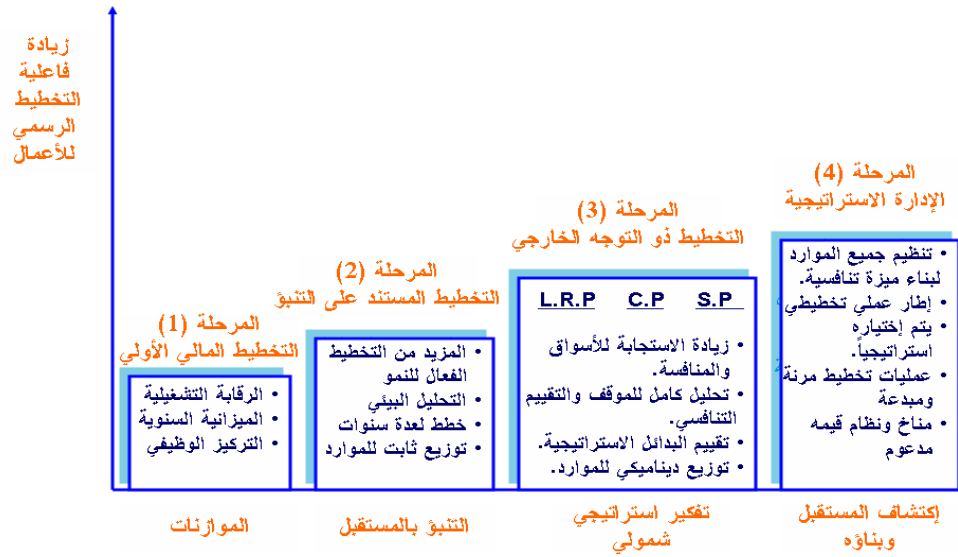 زيادة
فاعلية
التخطيط
الرسمي
للأعمال
المرحلة (4)
الإدارة الاستراتيجية
• تنظيم جميع الموارد
لبناء ميزة تنافسية.
• إطار عملي تخطيطي
• يتم إختياره
استراتيجياً.
• عمليات تخطيط مرنة
ومبدعة
• مناخ ونظام قيمه
مدعوم
إكتشاف المستقبل
وبناؤه
المرحلة (3)
التخطيط ذو التوجه الخارجي
L.R.P C.P S.P
• زيادة الاستجابة للأسواق
والمنافسة.
• تحليل كامل للموقف والتقييم
التنافسي.
• تقييم البدائل الاستراتيجية.
• توزيع ديناميكي للموارد.
تفكير استراتيجي
شمولي
المرحلة (2)
التخطيط المستند على التنبؤ
• المزيد من التخطيط
الفعال للنمو
• التحليل البيئي
• خطط لعدة سنوات
• توزيع ثابت للموارد
التنبؤ بالمستقبل
المرحلة (1)
التخطيط المالي الأولي
• الرقابة التشغيلية
• الميزانية السنوية
• التركيز الوظيفي
الموازنات